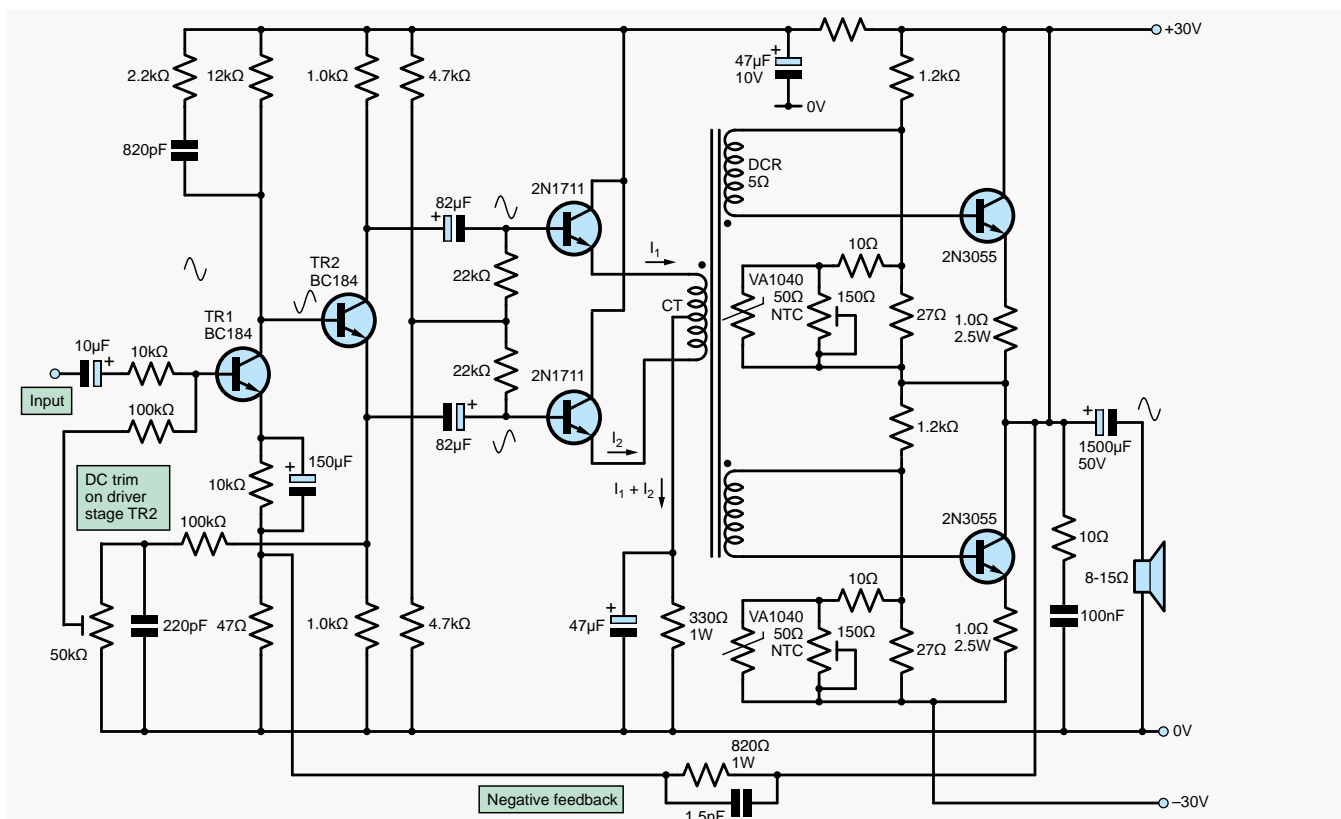 +30V
2.2kΩ
12kΩ
1.0kΩ
4.7kΩ
+
47µF
10V
0V
1.2kΩ
820pF
DCR
5Ω
2N1711
82µF
+
I1
2N3055
10Ω
TR2
BC184
22kΩ
CT
VA1040
50Ω
NTC
150Ω
27Ω
1.0Ω
2.5W
TR1
BC184
10µF
+
10kΩ
Input
100kΩ
22kΩ
2N1711
+
82µF
I2
1.2kΩ
+
1500µF
50V
DC trim
on driver
stage TR2
10kΩ
+
150µF
I1 + I2
2N3055
100kΩ
10Ω
8-15Ω
100nF
50kΩ
220pF
47Ω
1.0kΩ
4.7kΩ
+
47µF
330Ω
1W
10Ω
VA1040
50Ω
NTC
150Ω
27Ω
1.0Ω
2.5W
0V
820Ω
1W
Negative feedback
1.5nF
–30V